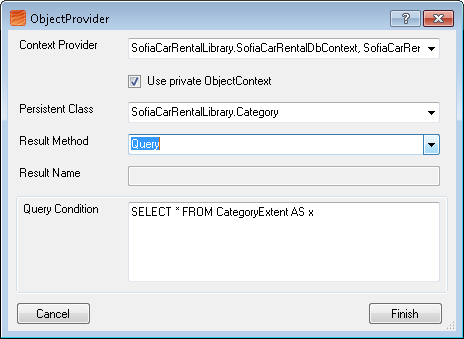 ObjectProvider
Context Provider
SofiaCarRentalLibrary.SofiaCarRentalDbContext, SofiaCarRer
Use private ObjectContext
Persistent Class
SofiaCarRentalLibrary.Category
Result Method
Query
Result Name
Query Condition
SELECT * FROM CategoryExtent AS x
Cancel
Finish